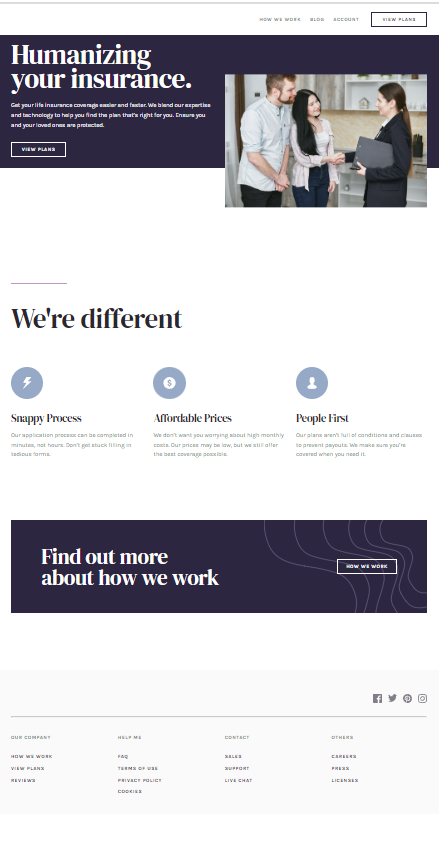 HOW WE WORK BLOG ACCOUNT VIEW PLANS
Humanizing
your insurance.
Get your life insurance coverage easier and faster. We blend our expertise
and technology to help you find the plan that's right for you. Ensure you
and your loved ones are protected.
VIEW PLANS
We're different
Snappy Process
Our application process can be completed in
minutes, not hours. Don't get stuck filling in
tedious forms.
Affordable Prices
We don't want you worrying about high monthly
costs. Our prices may be low, but we still offer
the best coverage possible.
People First
Our plans aren't full of conditions and clauses
to prevent payouts. We make sure you're
covered when you need it.
Find out more
about how we work
HOW WE WORK
OUR COMPANY
HOW WE WORK
VIEW PLANS
REVIEWS
HELP ME
FAQ
TERMS OF USE
PRIVACY POLICY
COOKIES
CONTACT
SALES
SUPPORT
LIVE CHAT
OTHERS
CAREERS
PRESS
LICENSES